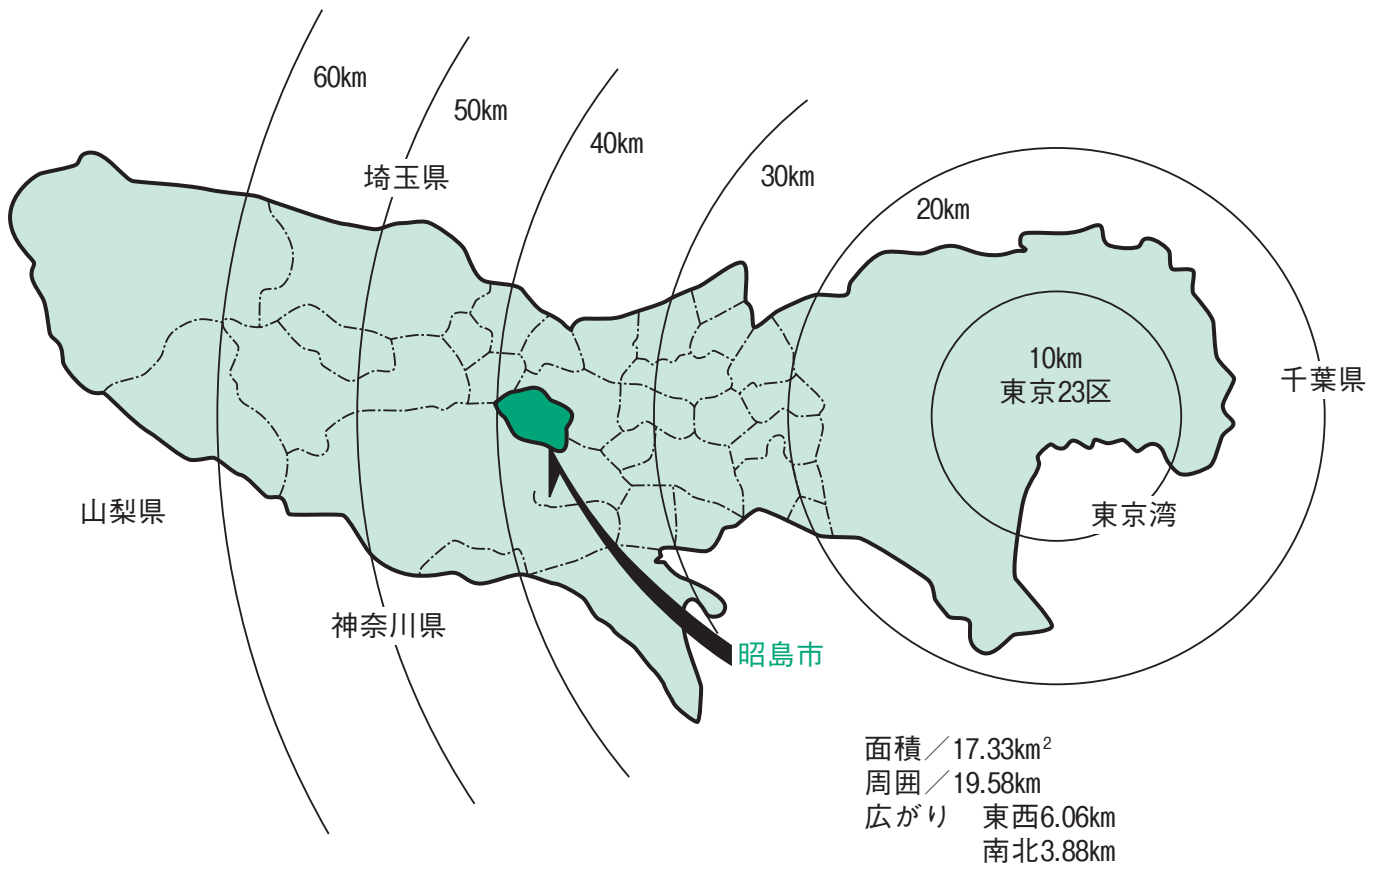 60km
50km
40km
埼玉県
30km
20km
10km
東京23区
千葉県
山梨県
東京湾
神奈川県
昭島市
面積／17.33km²
周囲／19.58km
広がり　東西6.06km
南北3.88km